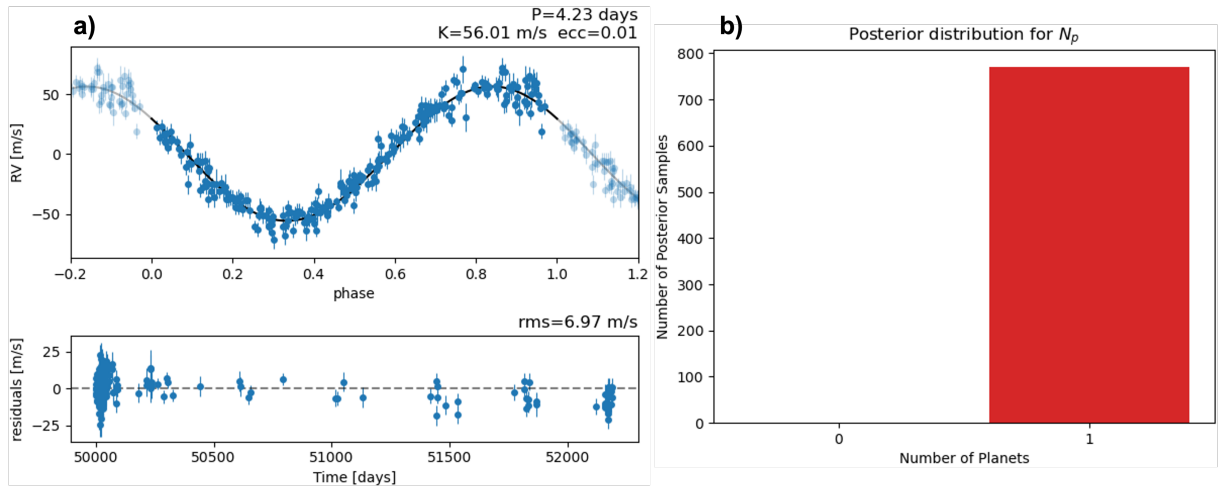 a)
P=4.23 days
K=56.01 m/s ecc=0.01
RV [m/s]
50
0
−50
−0.2 0.0 0.2 0.4 0.6 0.8 1.0 1.2
phase
rms=6.97 m/s
residuals [m/s]
25
0
−25
50000 50500 51000 51500 52000
Time [days]
b)
Posterior distribution for Np
Number of Posterior Samples
800
700
600
500
400
300
200
100
0
0 1
Number of Planets